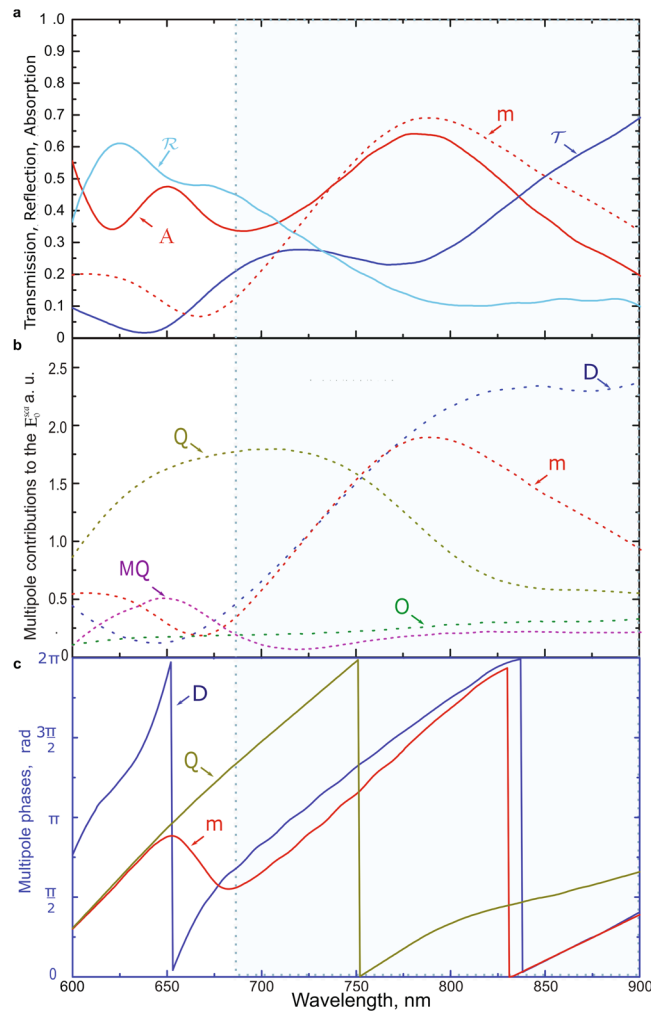 a
Transmission, Reflection, Absorption
1.0
0.9
0.8
0.7
0.6
0.5
0.4
0.3
0.2
0.1
0
R
A
m
T
b
Multipole contributions to the E₀ˢᶜᵃ a. u.
2.5
2.0
1.5
1.0
0.5
0
Q
MQ
D
m
O
c
Multipole phases, rad
2π
3π
2
π
π
2
0
D
Q
m
600
650
700
750
800
850
900
Wavelength, nm